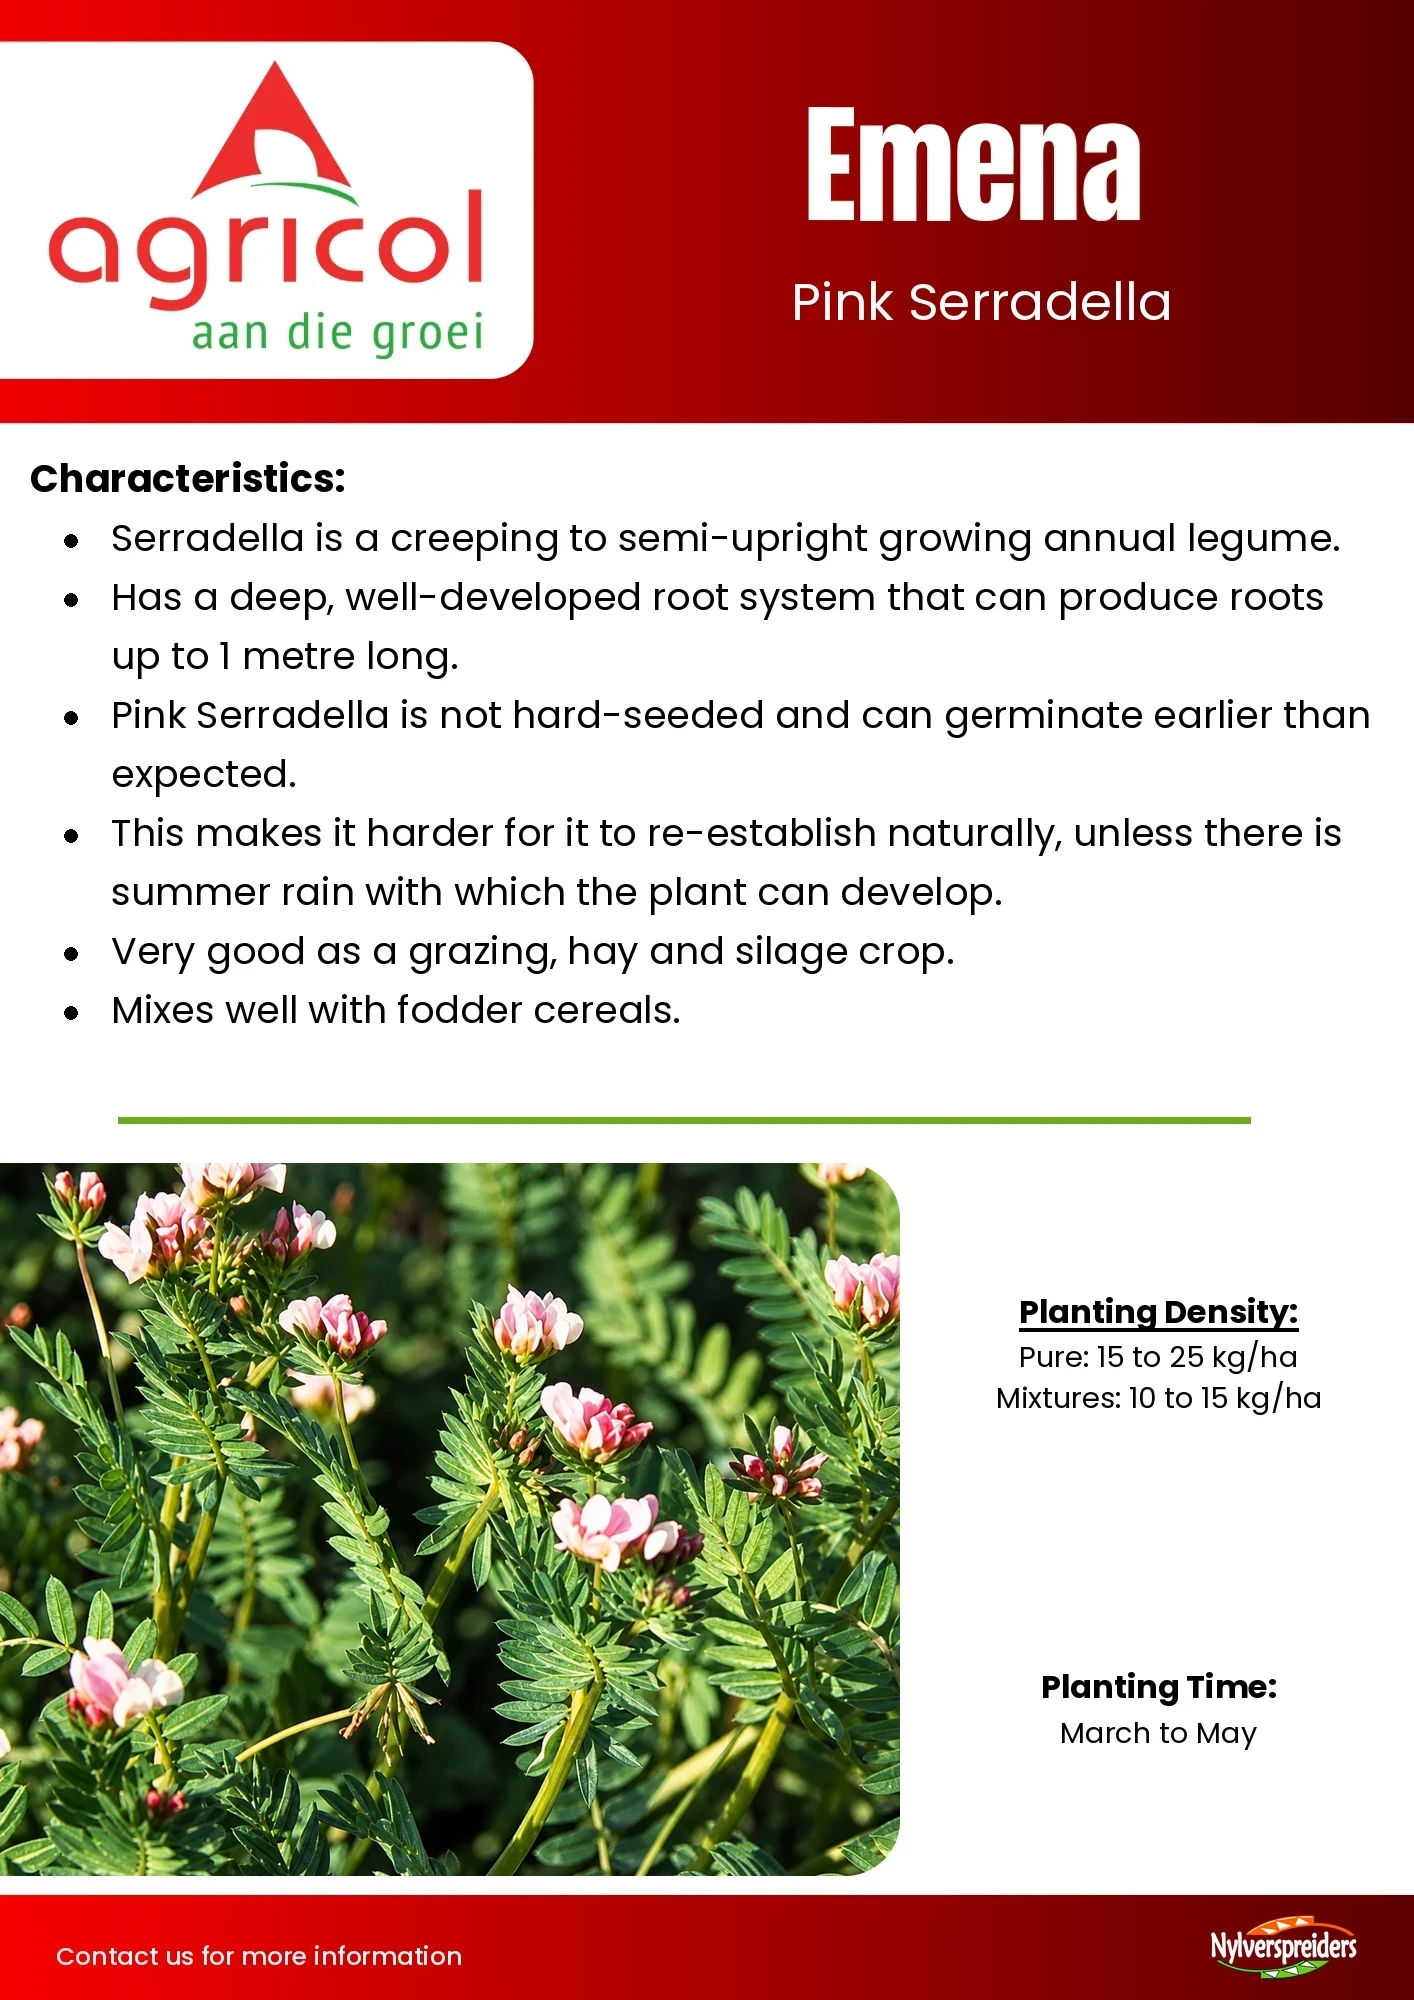 agricol
aan die groei
Emena
Pink Serradella
Characteristics:
• Serradella is a creeping to semi-upright growing annual legume.
• Has a deep, well-developed root system that can produce roots
up to 1 metre long.
• Pink Serradella is not hard-seeded and can germinate earlier than
expected.
• This makes it harder for it to re-establish naturally, unless there is
summer rain with which the plant can develop.
• Very good as a grazing, hay and silage crop.
• Mixes well with fodder cereals.
Planting Density:
Pure: 15 to 25 kg/ha
Mixtures: 10 to 15 kg/ha
Planting Time:
March to May
Contact us for more information
Nylverspreiders